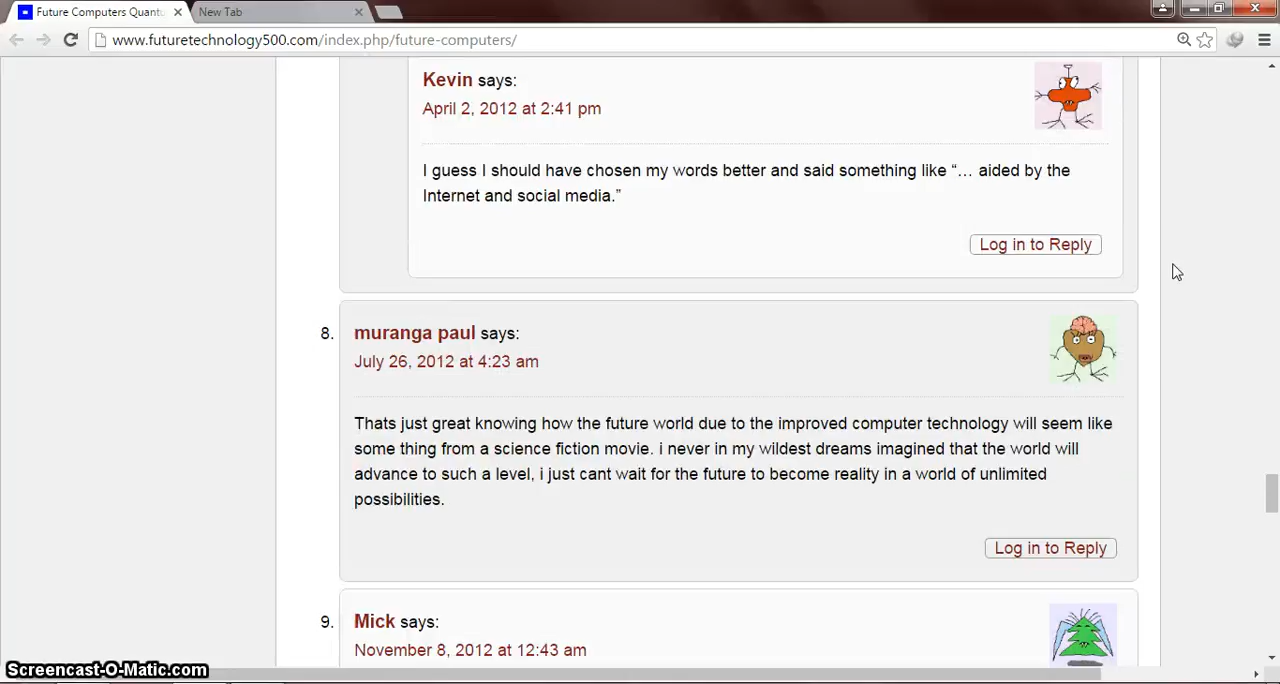 Future Computers Quantu
New Tab
www.futuretechnology500.com/index.php/future-computers/
Kevin says:
April 2, 2012 at 2:41 pm
I guess I should have chosen my words better and said something like “… aided by the
Internet and social media.”
Log in to Reply
8.
muranga paul says:
July 26, 2012 at 4:23 am
Thats just great knowing how the future world due to the improved computer technology will seem like
some thing from a science fiction movie. i never in my wildest dreams imagined that the world will
advance to such a level, i just cant wait for the future to become reality in a world of unlimited
possibilities.
Log in to Reply
9.
Mick says:
November 8, 2012 at 12:43 am
Screencast-O-Matic.com